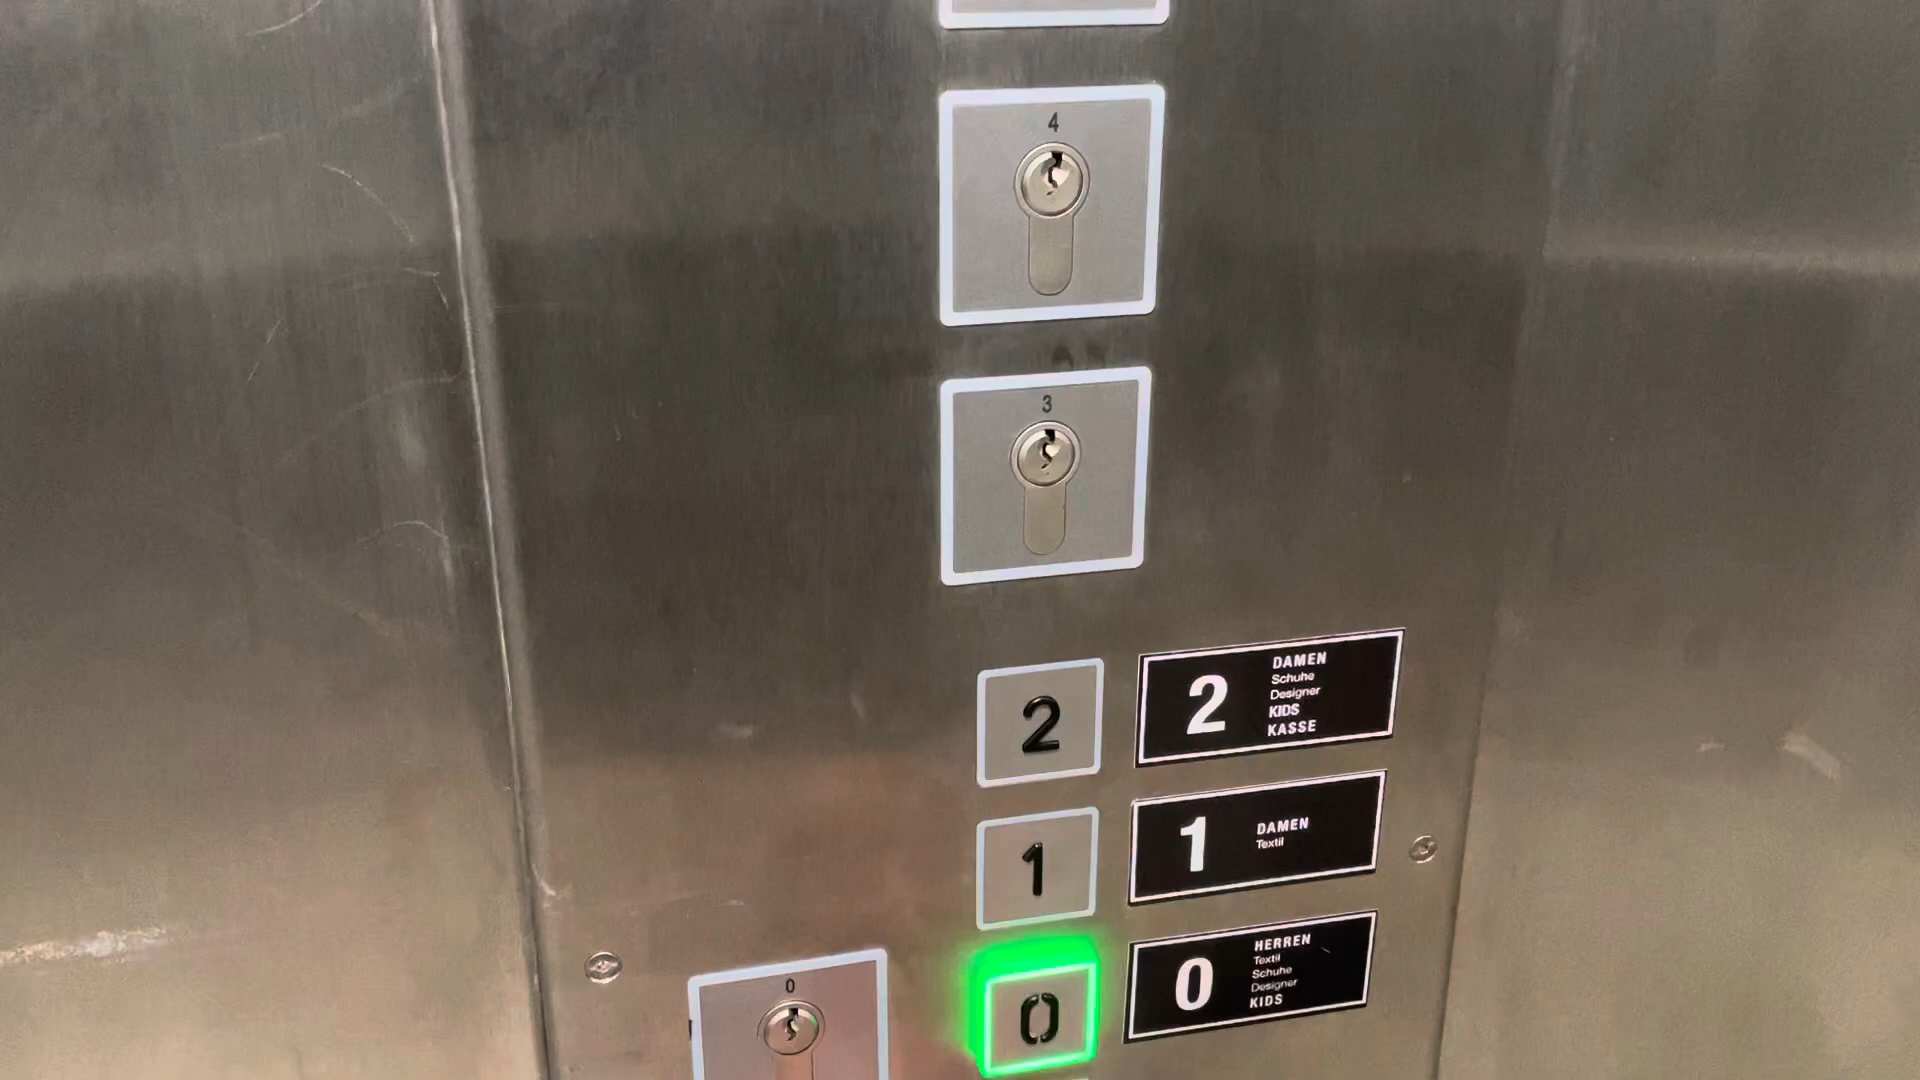 4
3
2
2
DAMEN
Schuhe
Designer
KIDS
KASSE
1
1
DAMEN
Textil
0
0
0
HERREN
Textil
Schuhe
Designer
KIDS